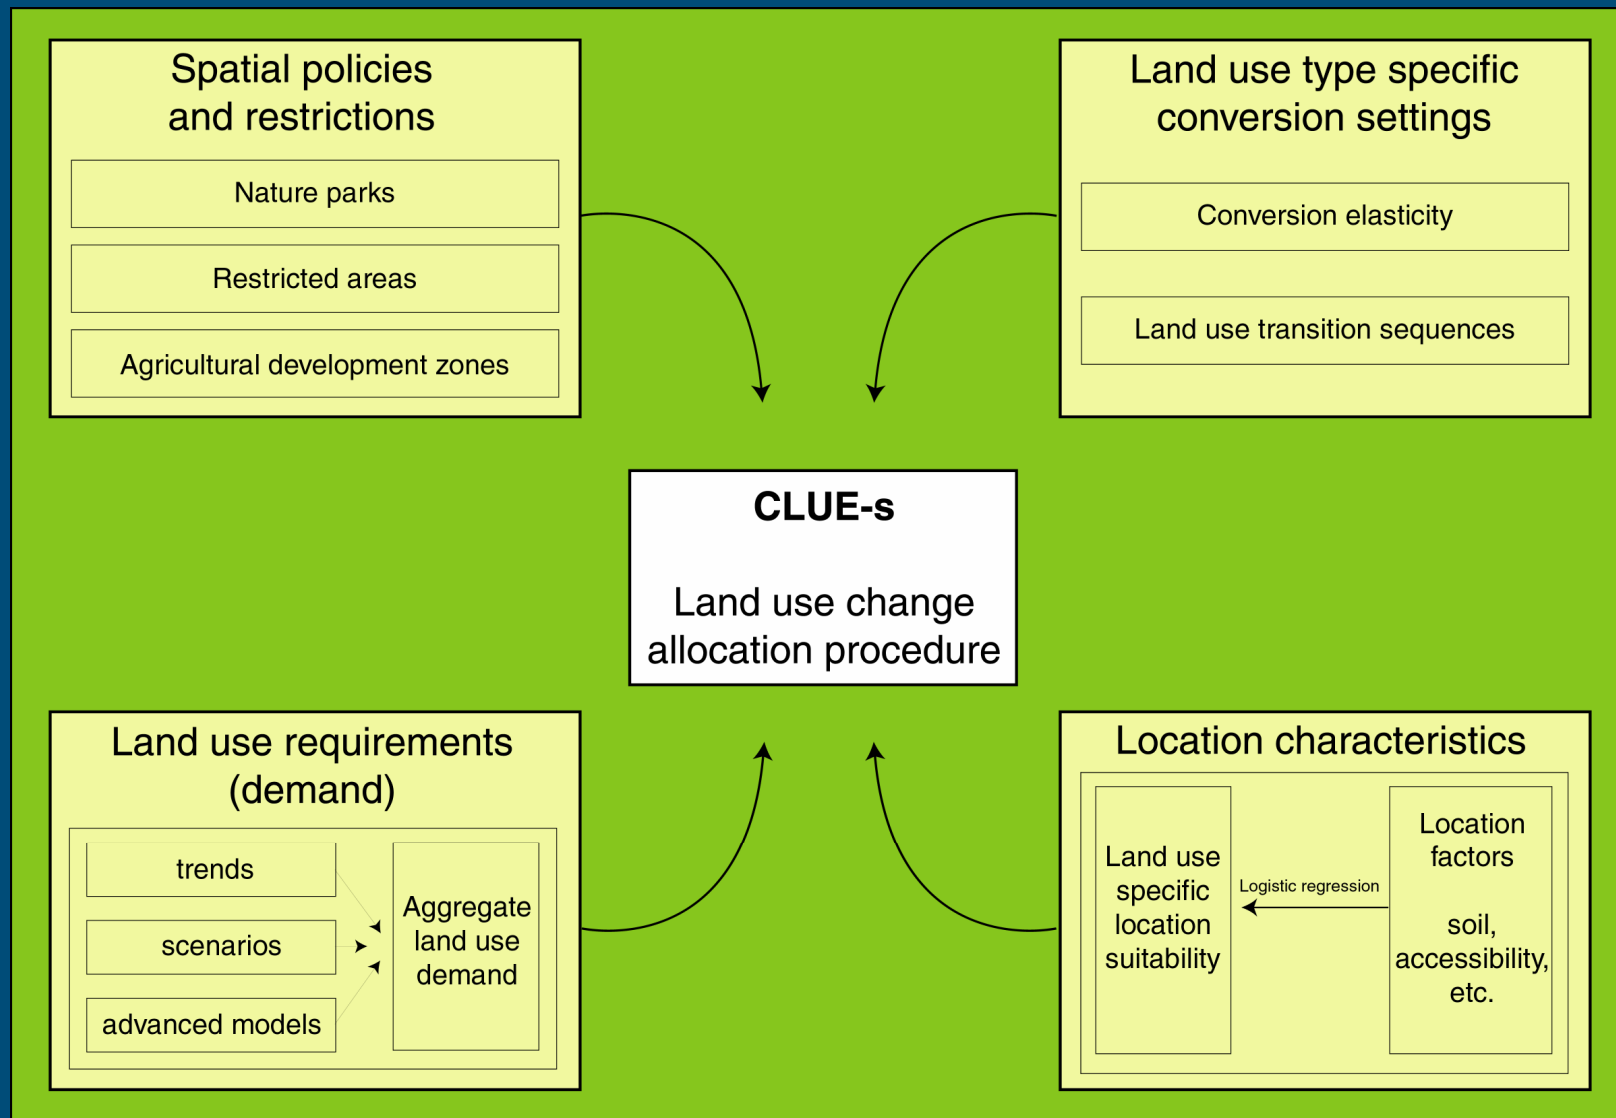 Spatial policies
and restrictions
Nature parks
Restricted areas
Agricultural development zones
Land use type specific
conversion settings
Conversion elasticity
Land use transition sequences
CLUE-s
Land use change
allocation procedure
Land use requirements
(demand)
trends
scenarios
advanced models
Aggregate
land use
demand
Location characteristics
Land use
specific
location
suitability
Logistic regression
Location
factors
soil,
accessibility,
etc.